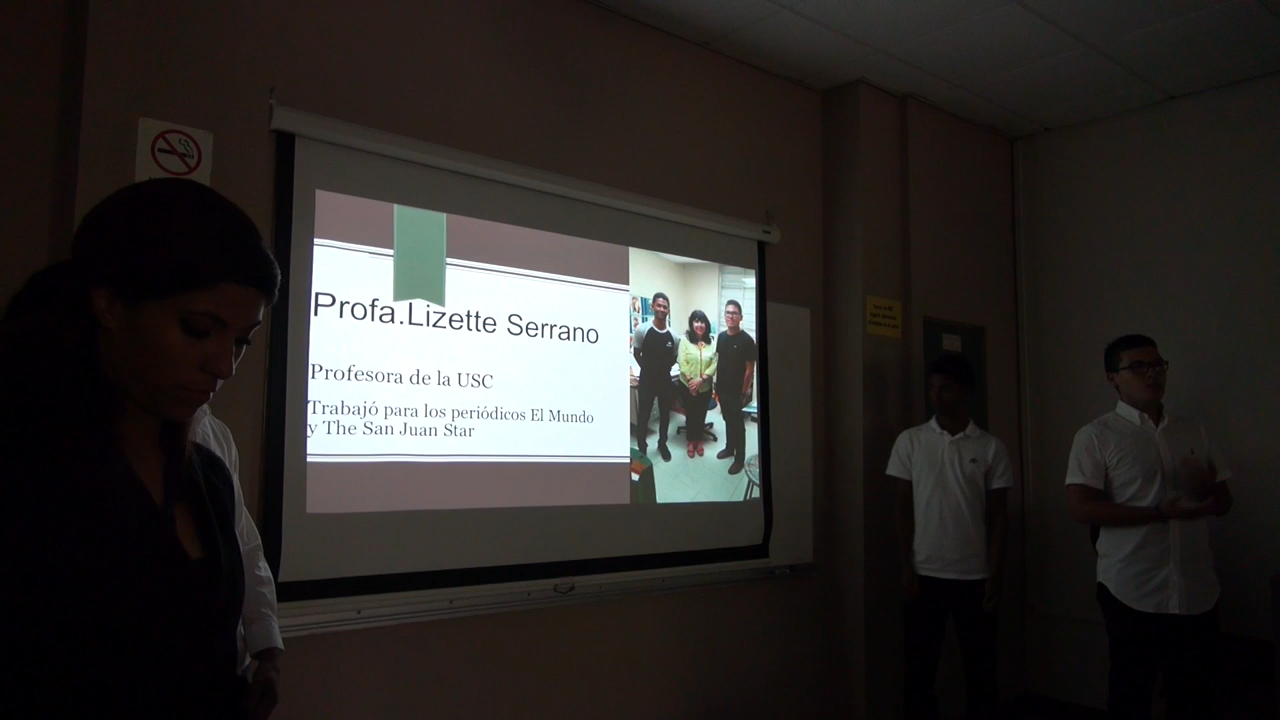 Profa.Lizette Serrano
Profesora de la USC
Trabajó para los periódicos El Mundo
y The San Juan Star